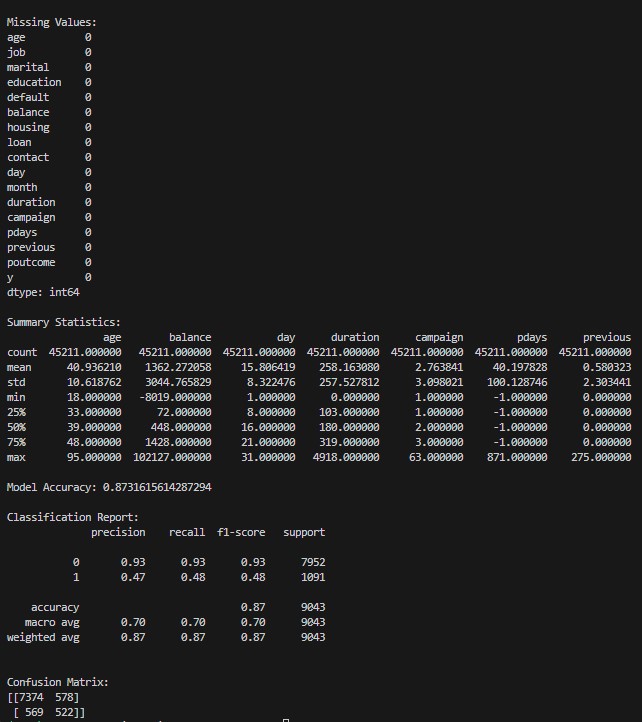 Missing Values:
age          0
job          0
marital      0
education    0
default      0
balance      0
housing      0
loan         0
contact      0
day          0
month        0
duration     0
campaign     0
pdays        0
previous     0
poutcome     0
y            0
dtype: int64
Summary Statistics:
                age        balance           day      duration      campaign         pdays      previous
count  45211.000000   45211.000000  45211.000000  45211.000000  45211.000000  45211.000000  45211.000000
mean      40.936210    1362.272058     15.806419    258.163080      2.763841     40.197828      0.580323
std       10.618762    3044.765829      8.322476    257.527812      3.098021    100.128746      2.303441
min       18.000000   -8019.000000      1.000000      0.000000      1.000000     -1.000000      0.000000
25%       33.000000      72.000000      8.000000    103.000000      1.000000     -1.000000      0.000000
50%       39.000000     448.000000     16.000000    180.000000      2.000000     -1.000000      0.000000
75%       48.000000    1428.000000     21.000000    319.000000      3.000000     -1.000000      0.000000
max       95.000000  102127.000000     31.000000   4918.000000     63.000000    871.000000    275.000000
Model Accuracy: 0.8731615614287294
Classification Report:
              precision    recall  f1-score   support
           0       0.93      0.93      0.93      7952
           1       0.47      0.48      0.48      1091
    accuracy                           0.87      9043
   macro avg       0.70      0.70      0.70      9043
weighted avg       0.87      0.87      0.87      9043
Confusion Matrix:
[[7374  578]
 [ 569  522]]